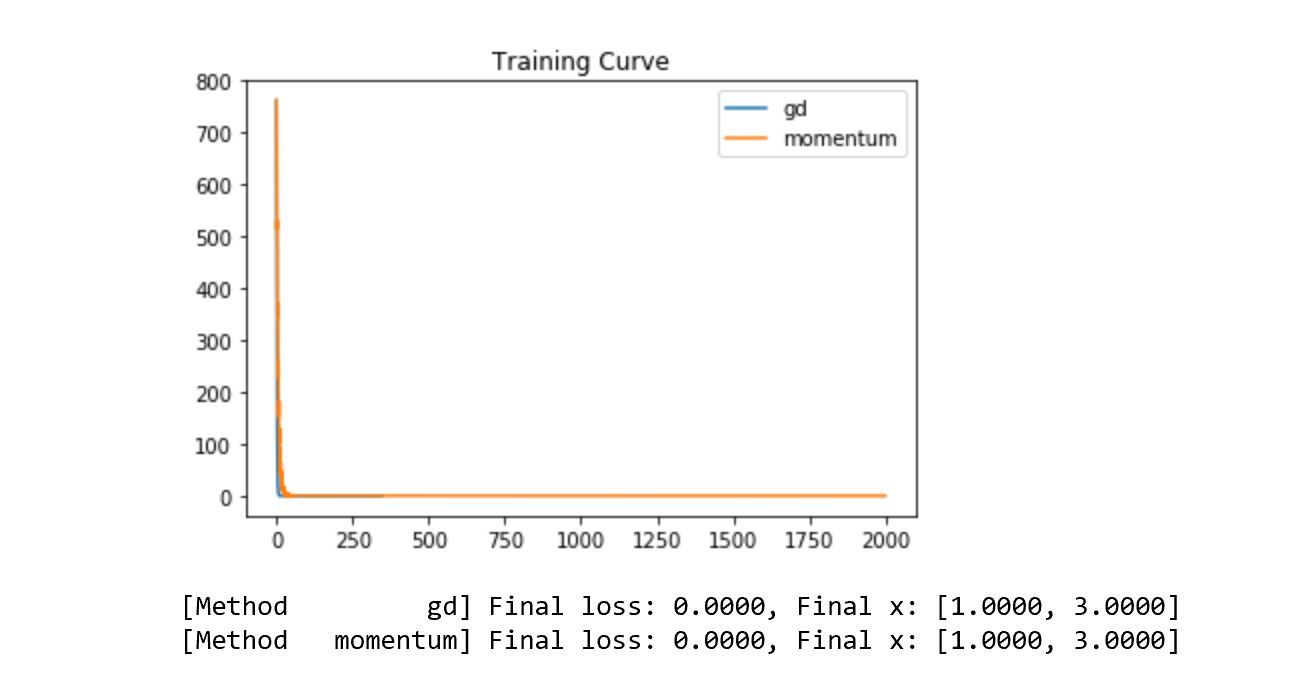 Training Curve
800
700
600
500
400
300
200
100
0
gd
momentum
0 250 500 750 1000 1250 1500 1750 2000
[Method         gd] Final loss: 0.0000, Final x: [1.0000, 3.0000]
[Method   momentum] Final loss: 0.0000, Final x: [1.0000, 3.0000]